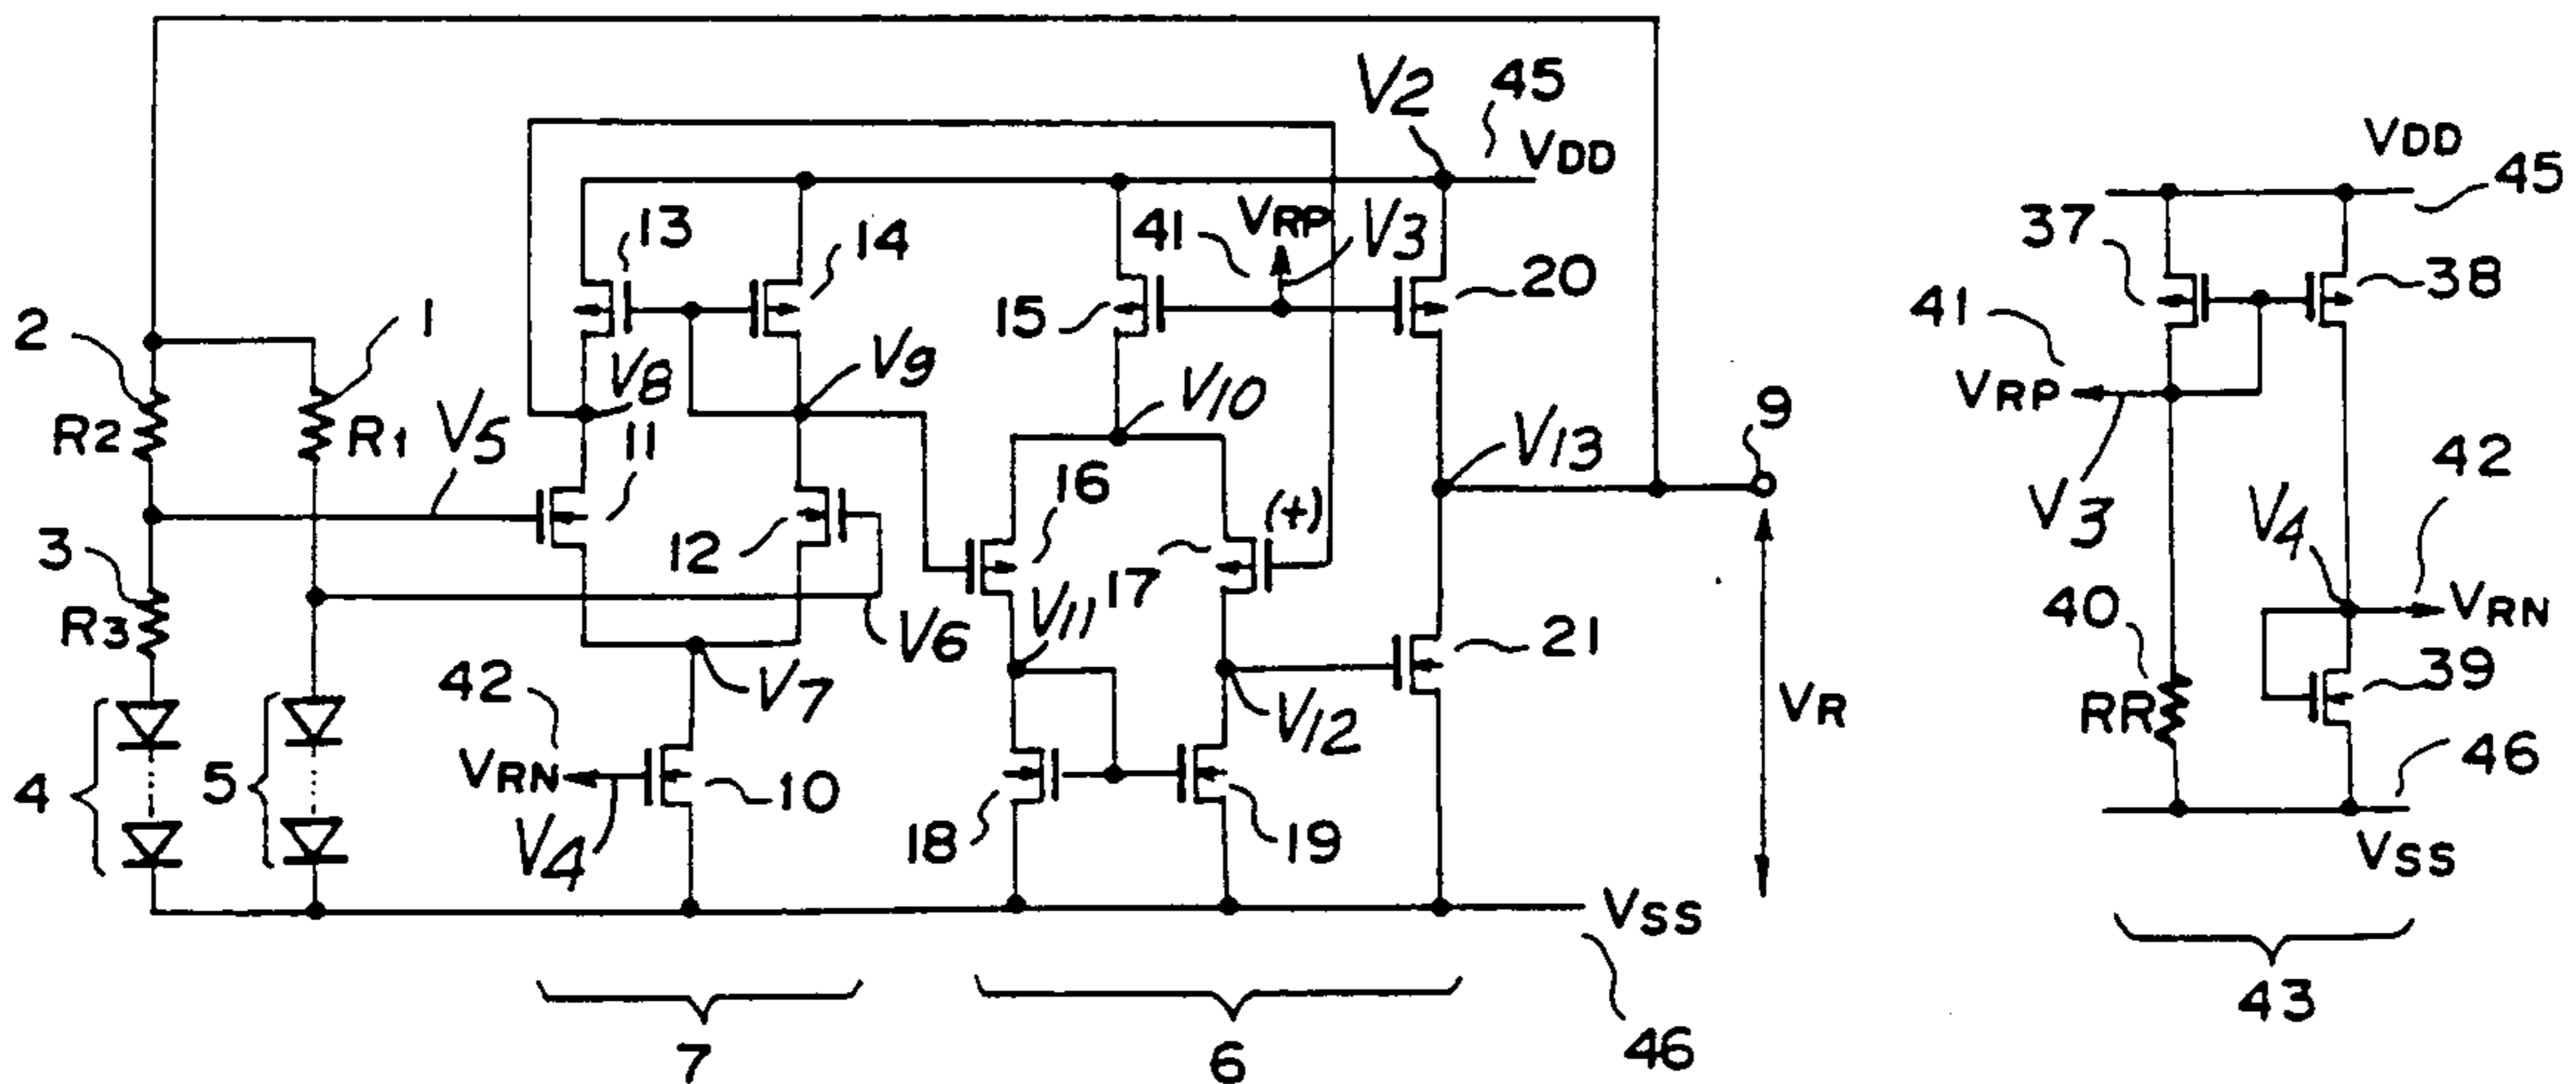 V2 45
VDD
VDD 45
13 14 41 VRP V3 20 37 38
2 1 15 41
V8 V9 V10 VRP
R2 R1 V5 11 V13 9 V3 V4 42
16 (+)
3 12 17 40 VRN
R3 V6 V11 21 RR 39
42 V7 V12 VR 46
4 5 VRN 10 18 19 VSS
V4
VSS
46
7 6 43